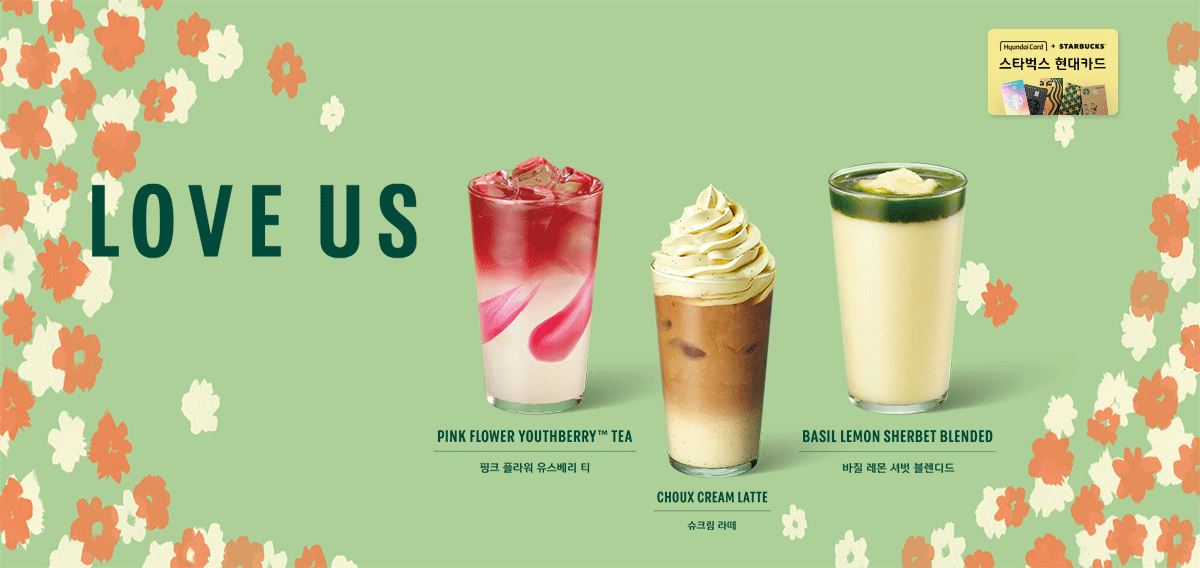 Hyundai Card + STARBUCKS
스타벅스 현대카드
LOVE US
PINK FLOWER YOUTHBERRY™ TEA
핑크 플라워 유스베리 티
CHOUX CREAM LATTE
슈크림 라떼
BASIL LEMON SHERBET BLENDED
바질 레몬 셔벗 블렌디드